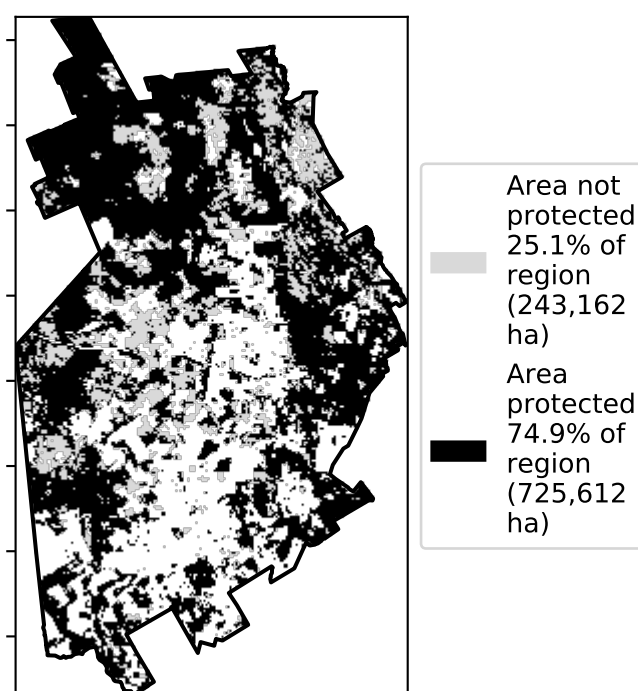 Area not
protected
25.1% of
region
(243,162
ha)
Area
protected
74.9% of
region
(725,612
ha)